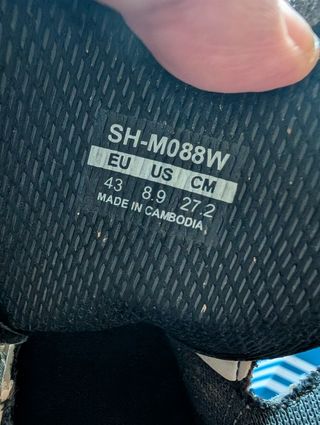 SH-M088W
EU US CM
43 8.9 27.2
MADE IN CAMBODIA